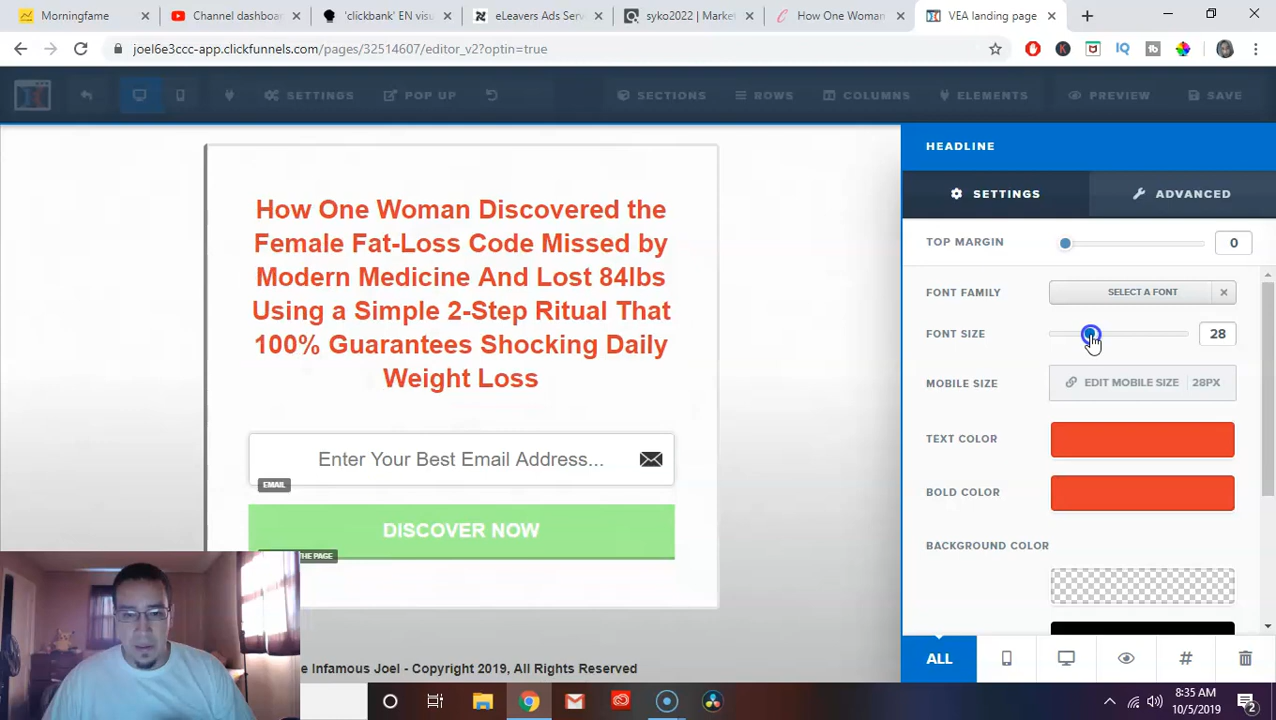 Morningfame
Channel dashboar
'clickbank' EN visu
eLeavers Ads Serv
syko2022 | Market
How One Woman
VEA landing page
joel6e3ccc-app.clickfunnels.com/pages/32514607/editor_v2?optin=true
SETTINGS
POP UP
SECTIONS
ROWS
COLUMNS
ELEMENTS
PREVIEW
SAVE
How One Woman Discovered the
Female Fat-Loss Code Missed by
Modern Medicine And Lost 84lbs
Using a Simple 2-Step Ritual That
100% Guarantees Shocking Daily
Weight Loss
Enter Your Best Email Address...
EMAIL
DISCOVER NOW
THE PAGE
e Infamous Joel - Copyright 2019, All Rights Reserved
HEADLINE
SETTINGS
ADVANCED
TOP MARGIN
0
FONT FAMILY
SELECT A FONT
FONT SIZE
28
MOBILE SIZE
EDIT MOBILE SIZE
28PX
TEXT COLOR
BOLD COLOR
BACKGROUND COLOR
ALL
8:35 AM
10/5/2019
2